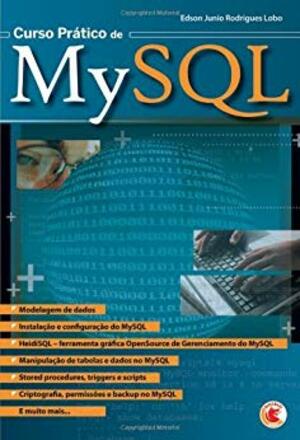 Edson Junio Rodrigues Lobo
Curso Prático de
MySQL
Modelagem de dados
Instalação e configuração do MySQL
HeidiSQL – ferramenta gráfica OpenSource de Gerenciamento do MySQL
Manipulação de tabelas e dados no MySQL
Stored procedures, triggers e scripts
Criptografia, permissões e backup no MySQL
E muito mais...